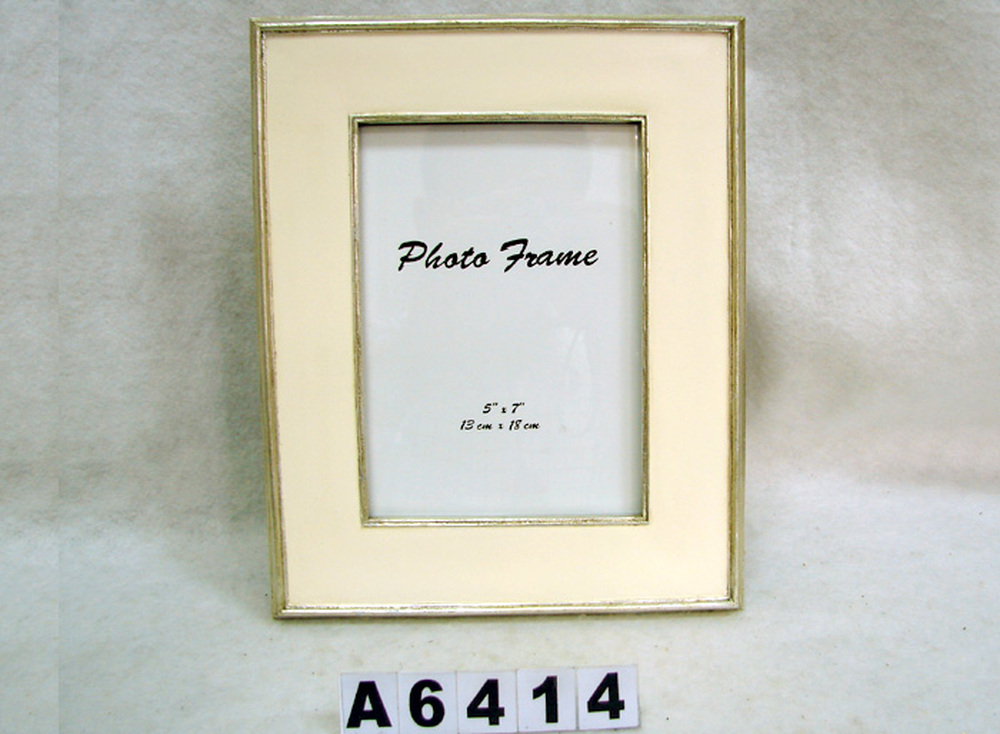 Photo Frame
5" x 7"
13 cm x 18 cm
A6414